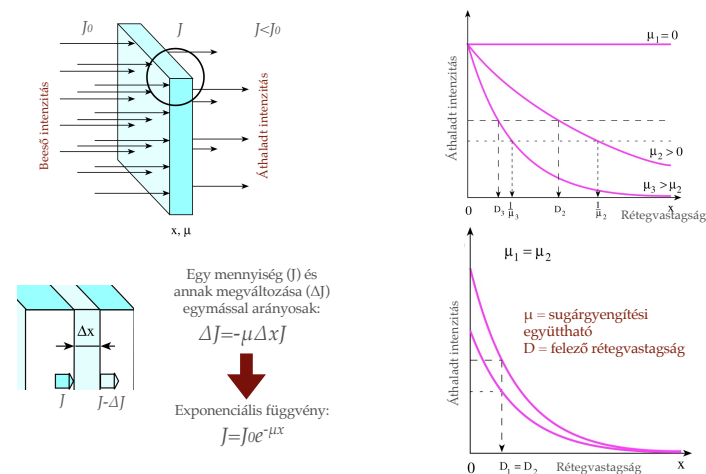 J0 J J<J0
Beeső intenzitás
Áthaladt intenzitás
x, μ
Δx
J J-ΔJ
Egy mennyiség (J) és
annak megváltozása (ΔJ)
egymással arányosak:
ΔJ=-μΔxJ
Exponenciális függvény:
J=J0e^-μx
Áthaladt intenzitás
μ1 = 0
μ2 > 0
μ3 > μ2
0 D3 1/μ3 D2 1/μ2 x
Rétegvastagság
0
μ1 = μ2
Áthaladt intenzitás
μ = sugárgyengítési
együttható
D = felező rétegvastagság
0 D1 = D2 Rétegvastagság x